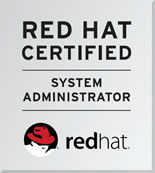 RED HAT
CERTIFIED
SYSTEM
ADMINISTRATOR
redhat.